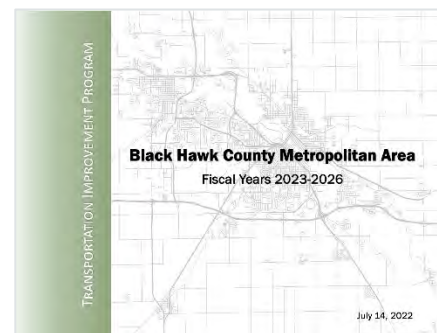 TRANSPORTATION IMPROVEMENT PROGRAM
Black Hawk County Metropolitan Area
Fiscal Years 2023-2026
July 14, 2022